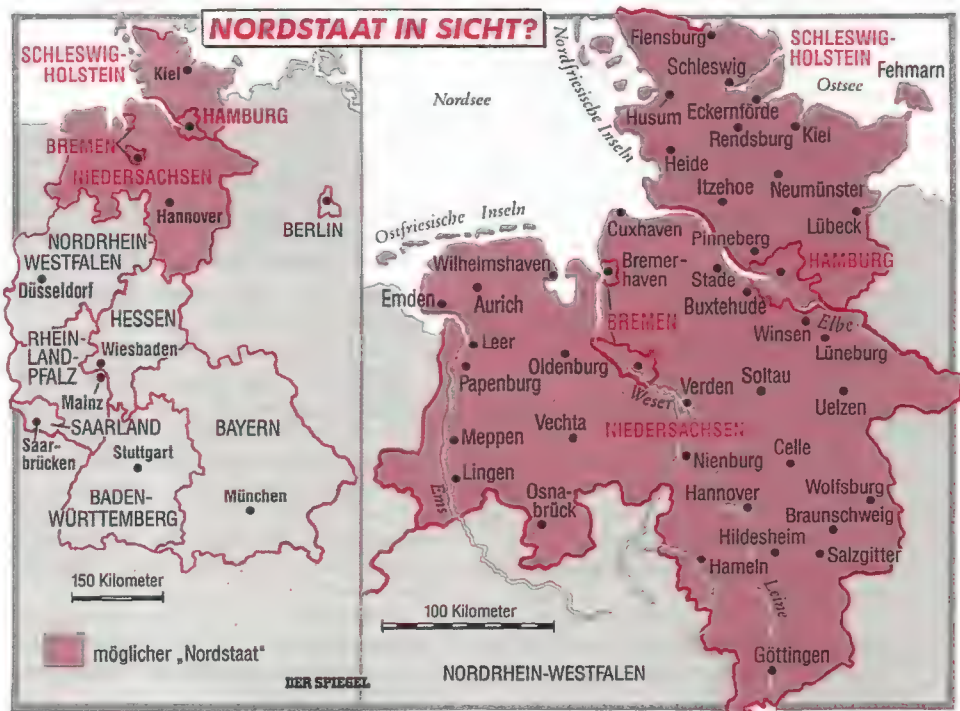 NORDSTAAT IN SICHT?
SCHLESWIG-
HOLSTEIN
Kiel
HAMBURG
BREMEN
NIEDERSACHSEN
Hannover
BERLIN
NORDRHEIN-
WESTFALEN
Düsseldorf
HESSEN
RHEIN-
LAND-
PFALZ
Wiesbaden
Mainz
SAARLAND
Saar-
brücken
Stuttgart
BAYERN
BADEN-
WÜRTTEMBERG
München
150 Kilometer
möglicher „Nordstaat"
DER SPIEGEL
Nordsee
Nordfriesische Inseln
Flensburg
SCHLESWIG-
HOLSTEIN
Schleswig
Ostsee
Fehmarn
Husum
Eckernförde
Rendsburg
Kiel
Heide
Itzehoe
Neumünster
Ostfriesische Inseln
Cuxhaven
Lübeck
Pinneberg
HAMBURG
Wilhelmshaven
Bremer-
haven
Stade
Emden
Aurich
Buxtehude
BREMEN
Winsen
Elbe
Leer
Oldenburg
Lüneburg
Papenburg
Weser
Verden
Soltau
Uelzen
Vechta
NIEDERSACHSEN
Meppen
Nienburg
Celle
Lingen
Ems
Osna-
brück
Hannover
Wolfsburg
Braunschweig
Hildesheim
Hameln
Salzgitter
Leine
100 Kilometer
Göttingen
NORDRHEIN-WESTFALEN